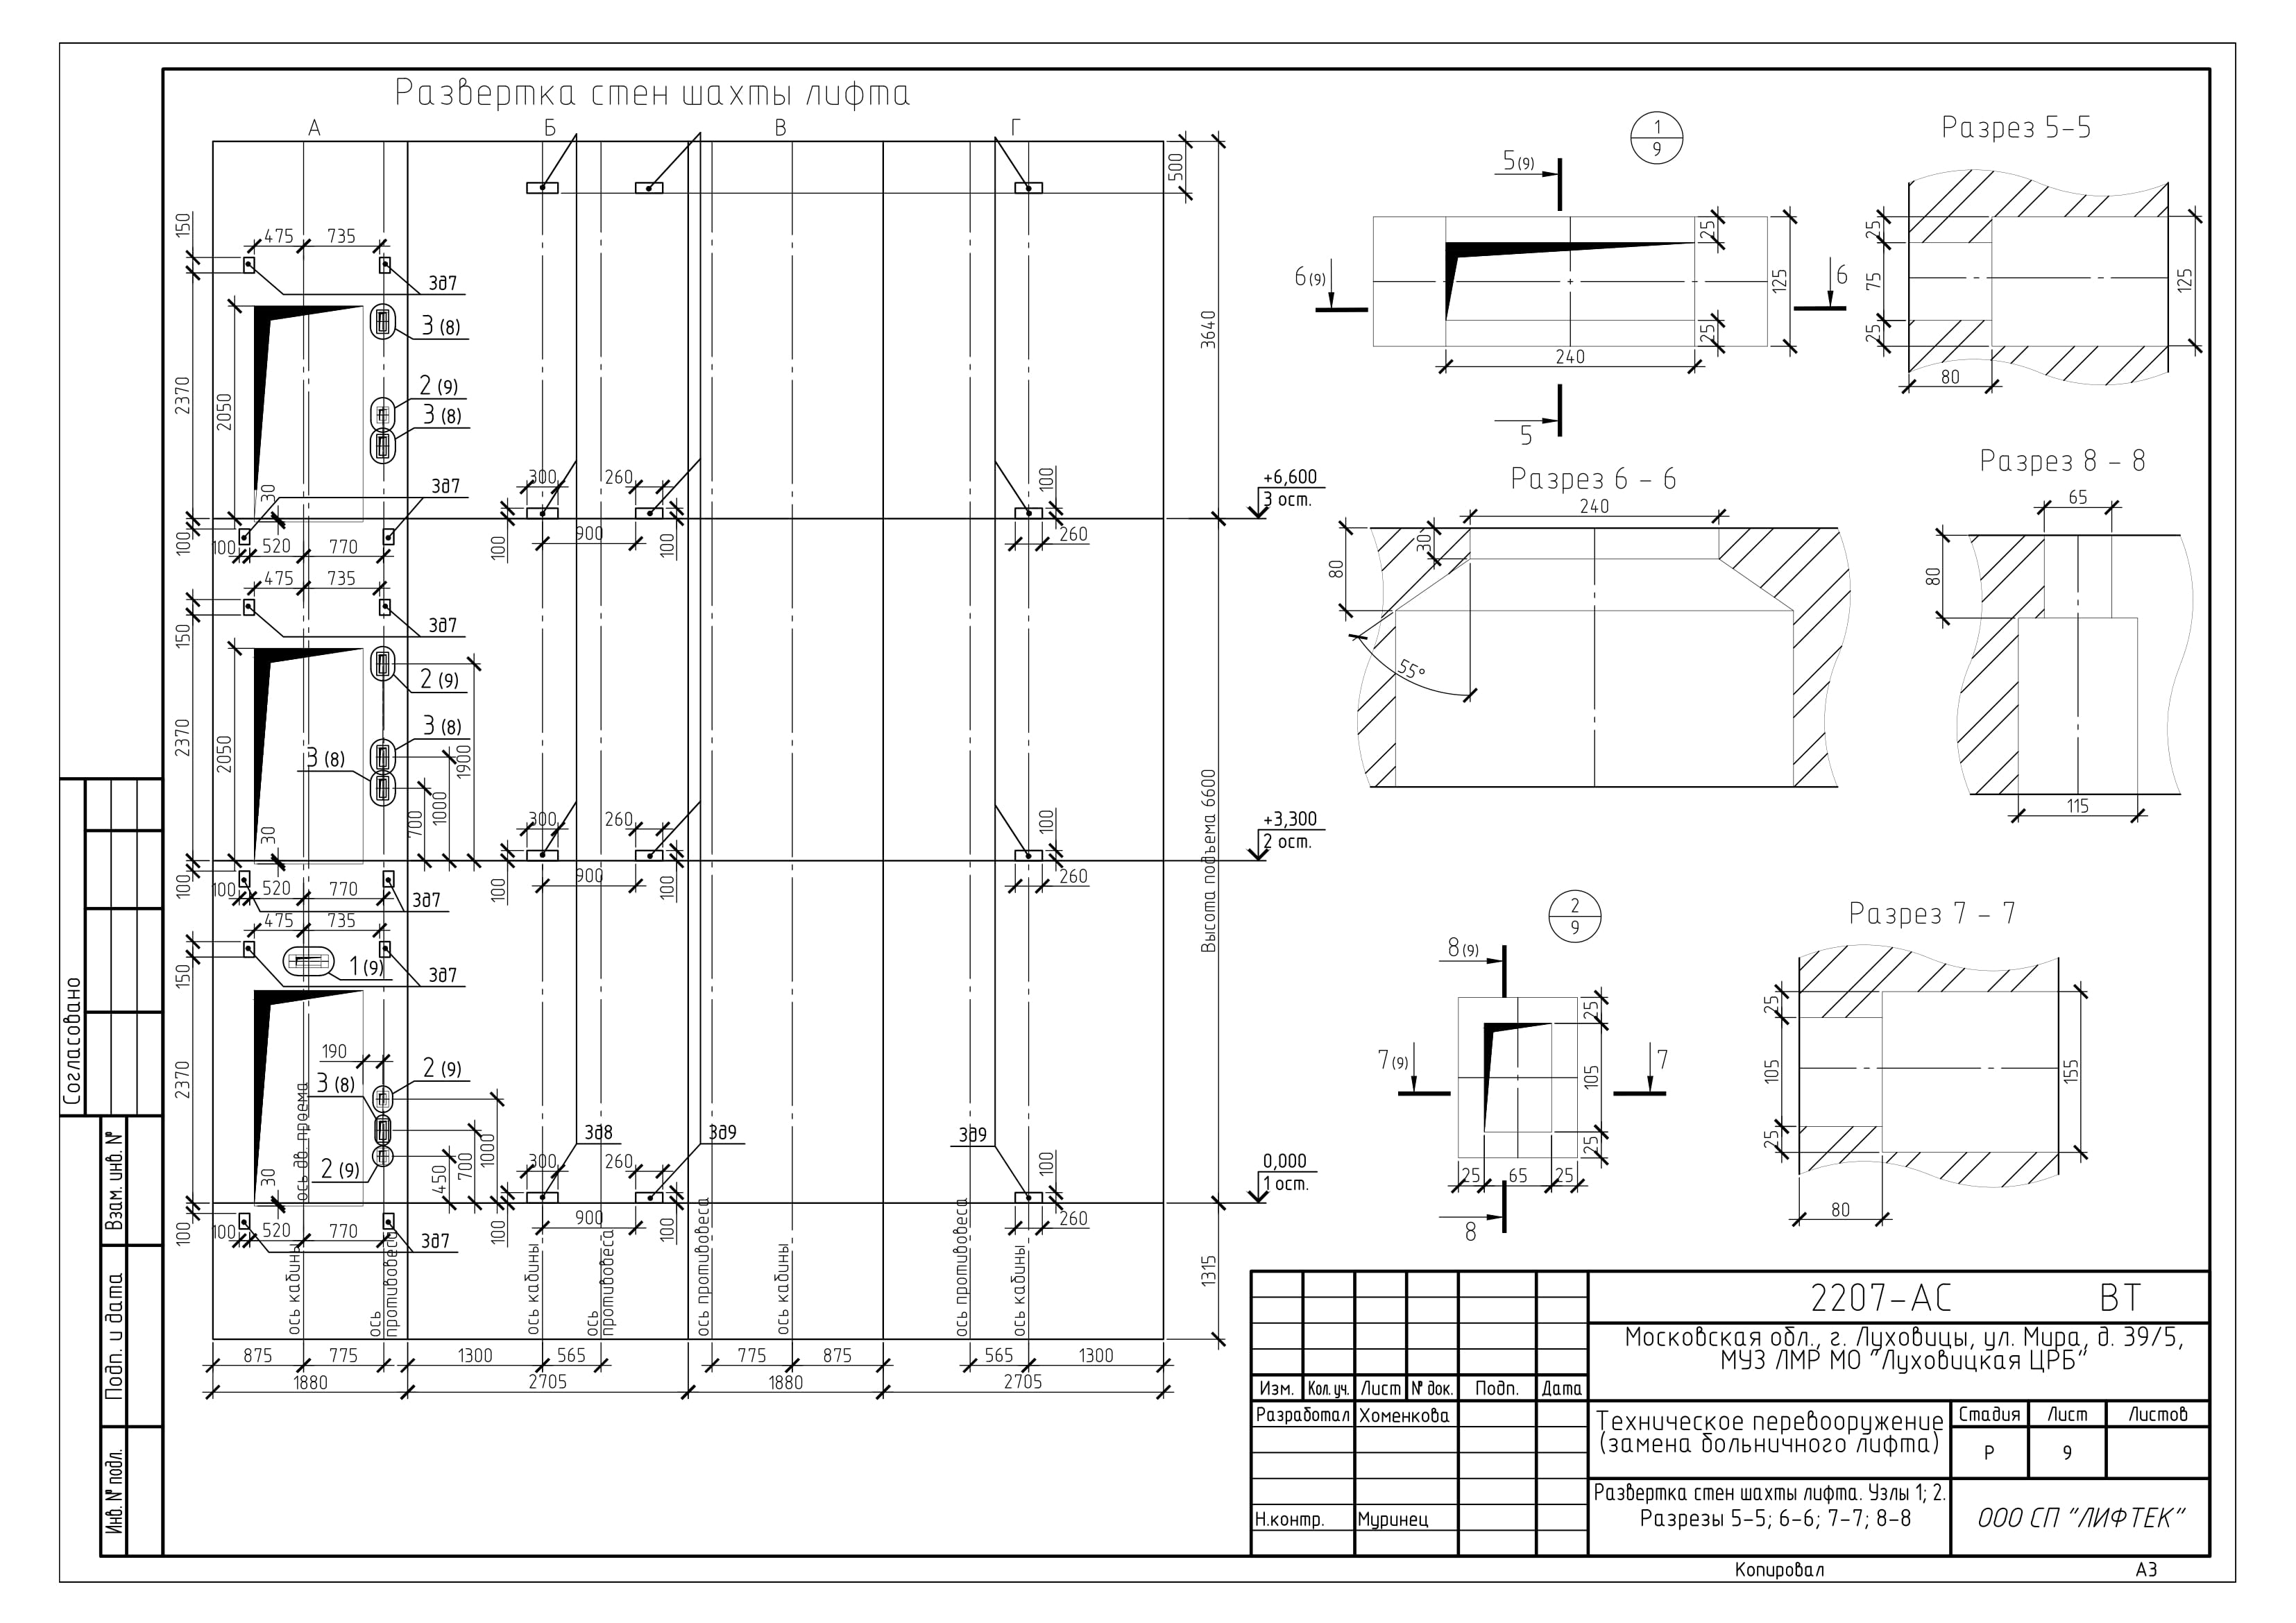 Развертка стен шахты лифта
А
Б
В
Г
150
475
735
3д7
3 (8)
2 (9)
3 (8)
2370
2050
30
3д7
100
100
520
770
300
260
100
900
100
100
260
500
3640
+6,600
3 ост.
475
735
3д7
150
2 (9)
3 (8)
3 (8)
2370
2050
1900
1000
700
30
100
100
520
770
3д7
300
260
100
900
100
100
260
Высота подъема 6600
+3,300
2 ост.
475
735
3д7
150
1 (9)
2370
190
3 (8)
2 (9)
2 (9)
ось дв. проема
30
1000
700
450
3д8
3д9
3д9
300
260
100
900
100
100
260
0,000
1 ост.
100
100
520
770
3д7
1315
ось кабины
ось
противовеса
ось кабины
ось
противовеса
ось противовеса
ось кабины
ось противовеса
ось кабины
875
775
1300
565
775
875
565
1300
1880
2705
1880
2705
1
9
5(9)
6(9)
6
25
125
25
240
5
Разрез 5-5
25
75
25
125
80
Разрез 6 - 6
240
30
80
55°
Разрез 8 - 8
65
80
115
2
9
8(9)
7(9)
7
25
105
25
25
65
25
8
Разрез 7 - 7
25
105
25
155
80
Согласовано
Взам. инв. №
Подп. и дата
Инв. № подл.
2207-АС ВТ
Московская обл., г. Луховицы, ул. Мира, д. 39/5,
МУЗ ЛМР МО "Луховицкая ЦРБ"
Изм. Кол. уч. Лист № док. Подп. Дата
Разработал Хоменкова
Техническое перевооружение
(замена больничного лифта)
Стадия Лист Листов
Р 9
Н.контр. Муринец
Развертка стен шахты лифта. Узлы 1; 2.
Разрезы 5-5; 6-6; 7-7; 8-8
ООО СП "ЛИФТЕК"
Копировал А3